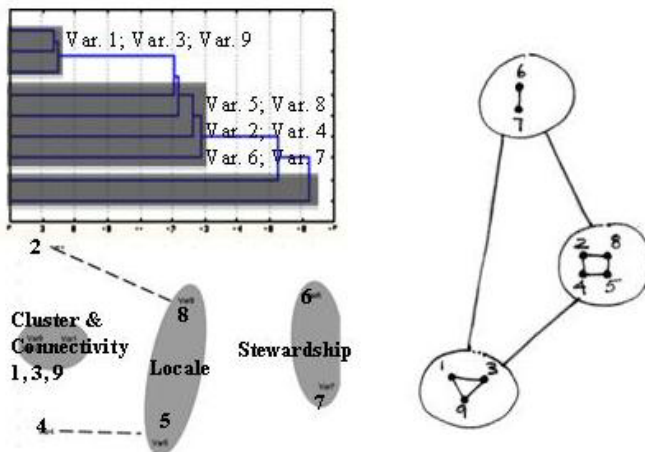 Var. 1; Var. 3; Var. 9
Var. 5; Var. 8
Var. 2; Var. 4
Var. 6; Var. 7
2
8
Cluster &
Connectivity
1, 3, 9
Locale
Stewardship
6
7
4
5
6
7
2 8
4 5
1 3
9